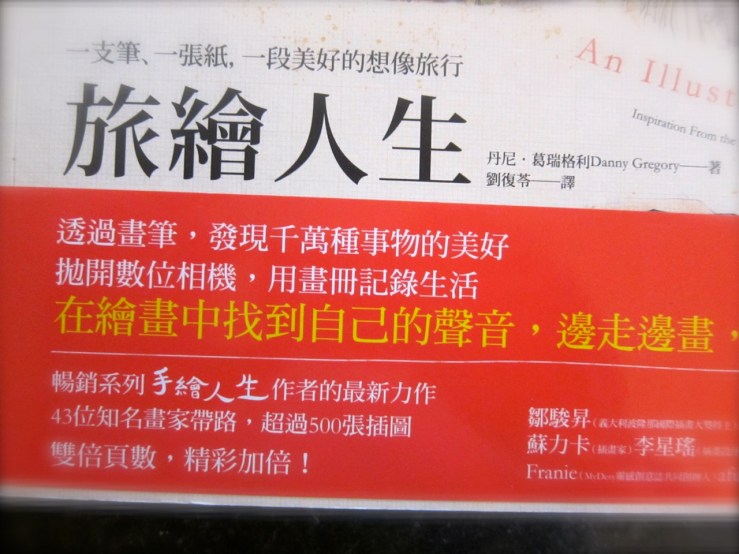 一支筆、一張紙,一段美好的想像旅行
An Illust
Inspiration From the
旅繪人生
丹尼·葛瑞格利Danny Gregory──著
劉復苓──譯
透過畫筆,發現千萬種事物的美好
拋開數位相機,用畫冊記錄生活
在繪畫中找到自己的聲音,邊走邊畫,
暢銷系列手繪人生作者的最新力作
43位知名畫家帶路,超過500張插圖
雙倍頁數,精彩加倍!
鄒駿昇
蘇力卡(插畫家)李星瑤
Franie